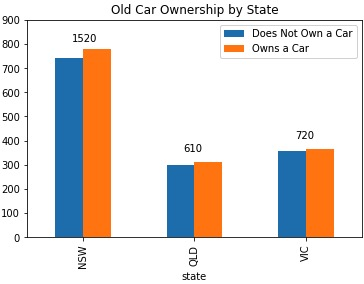 Old Car Ownership by State
Does Not Own a Car
Owns a Car
900
800
700
600
500
400
300
200
100
0
1520
610
720
NSW
QLD
VIC
state